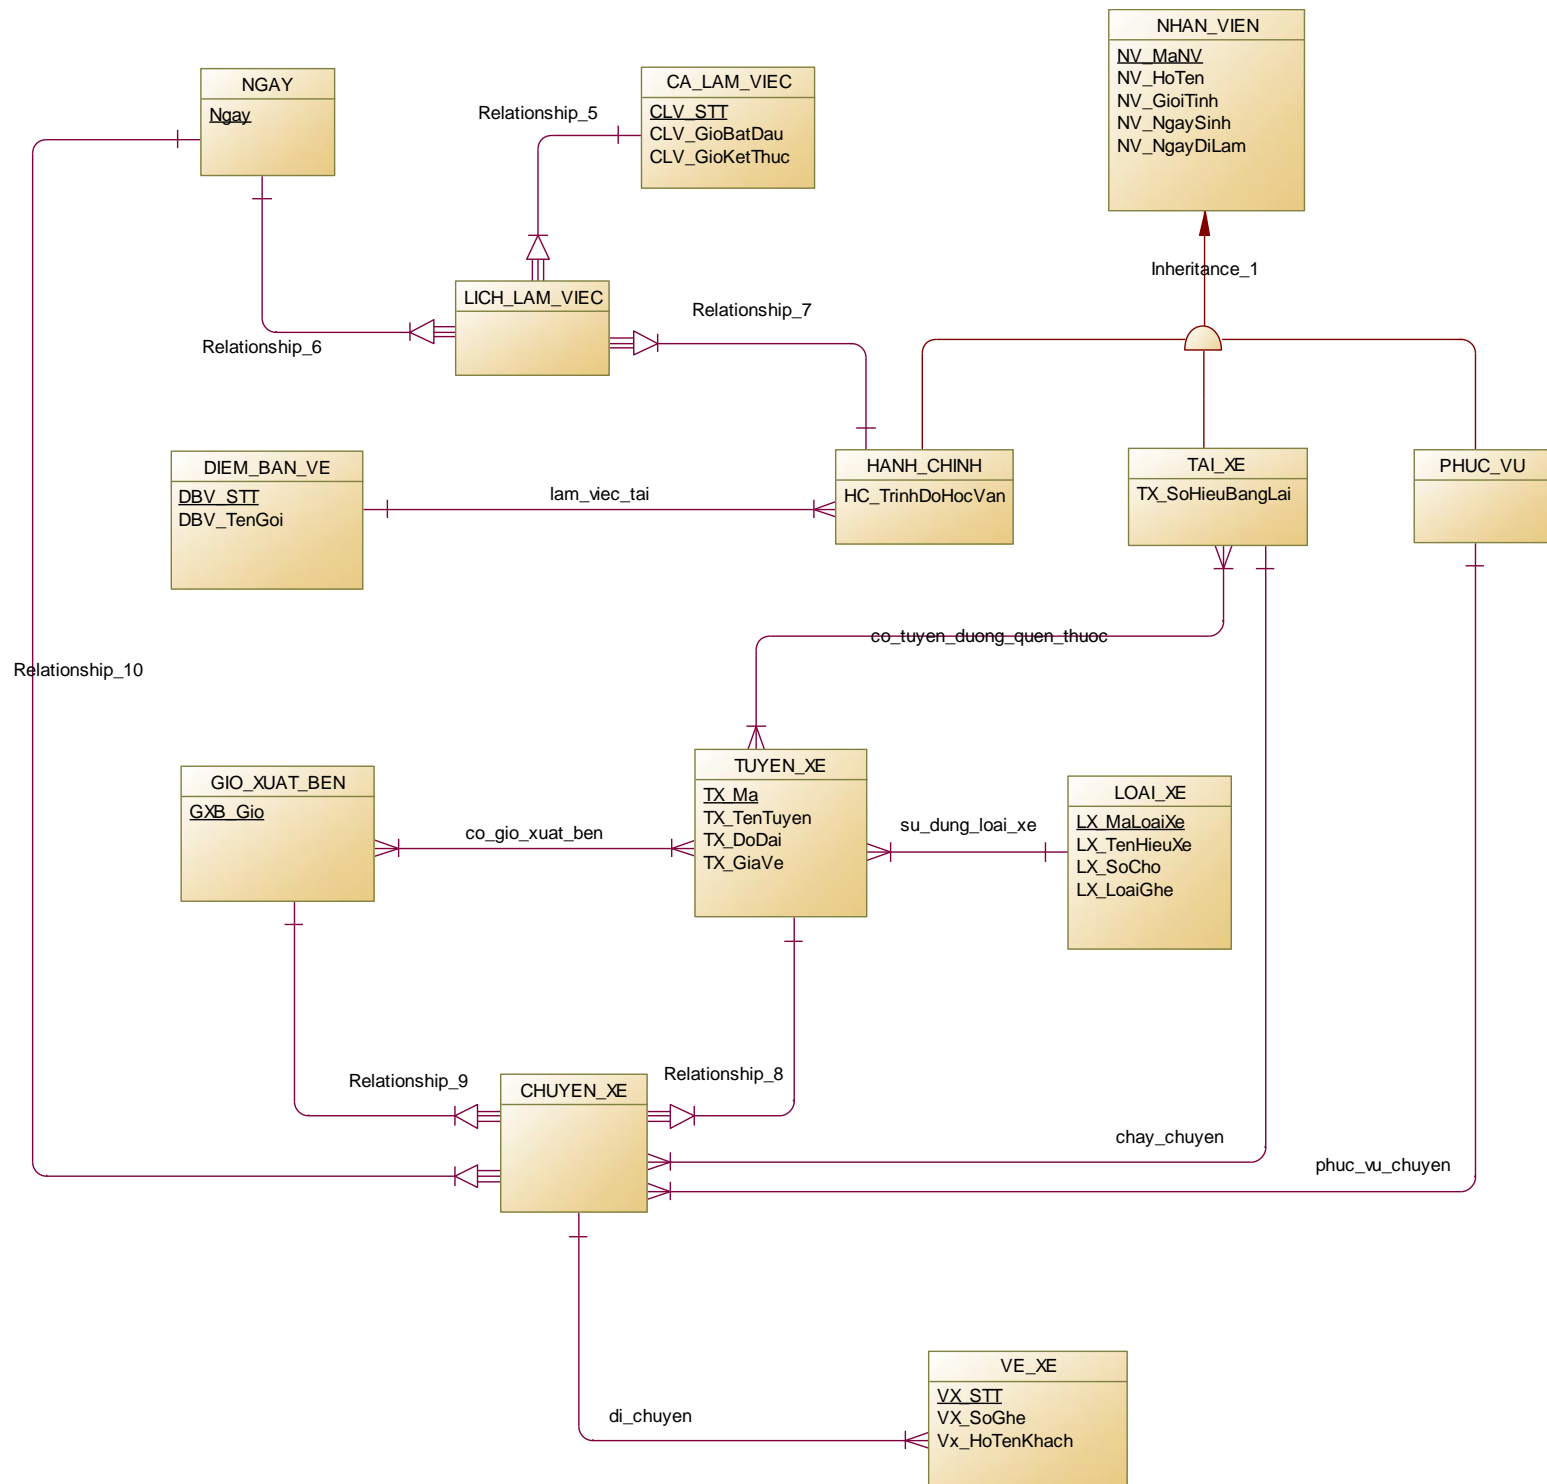 NHAN_VIEN
NV_MaNV
NV_HoTen
NV_GioiTinh
NV_NgaySinh
NV_NgayDiLam
NGAY
Ngay
CA_LAM_VIEC
CLV_STT
CLV_GioBatDau
CLV_GioKetThuc
Relationship_5
Inheritance_1
LICH_LAM_VIEC
Relationship_7
Relationship_6
DIEM_BAN_VE
DBV_STT
DBV_TenGoi
lam_viec_tai
HANH_CHINH
HC_TrinhDoHocVan
TAI_XE
TX_SoHieuBangLai
PHUC_VU
co_tuyen_duong_quen_thuoc
Relationship_10
GIO_XUAT_BEN
GXB_Gio
co_gio_xuat_ben
TUYEN_XE
TX_Ma
TX_TenTuyen
TX_DoDai
TX_GiaVe
su_dung_loai_xe
LOAI_XE
LX_MaLoaiXe
LX_TenHieuXe
LX_SoCho
LX_LoaiGhe
Relationship_9
CHUYEN_XE
Relationship_8
chay_chuyen
phuc_vu_chuyen
di_chuyen
VE_XE
VX_STT
VX_SoGhe
Vx_HoTenKhach